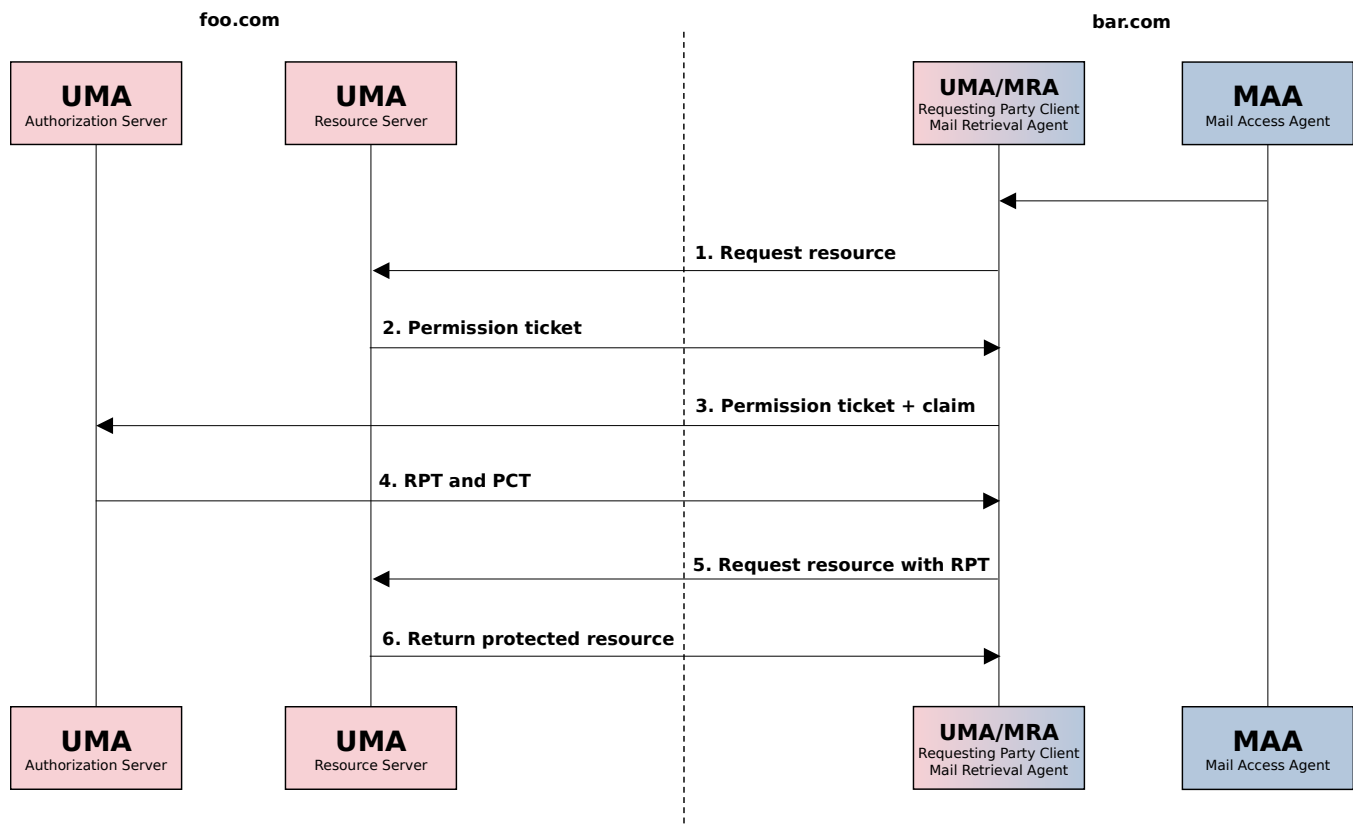 foo.com
bar.com
UMA
Authorization Server
UMA
Resource Server
UMA/MRA
Requesting Party Client
Mail Retrieval Agent
MAA
Mail Access Agent
1. Request resource
2. Permission ticket
3. Permission ticket + claim
4. RPT and PCT
5. Request resource with RPT
6. Return protected resource
UMA
Authorization Server
UMA
Resource Server
UMA/MRA
Requesting Party Client
Mail Retrieval Agent
MAA
Mail Access Agent